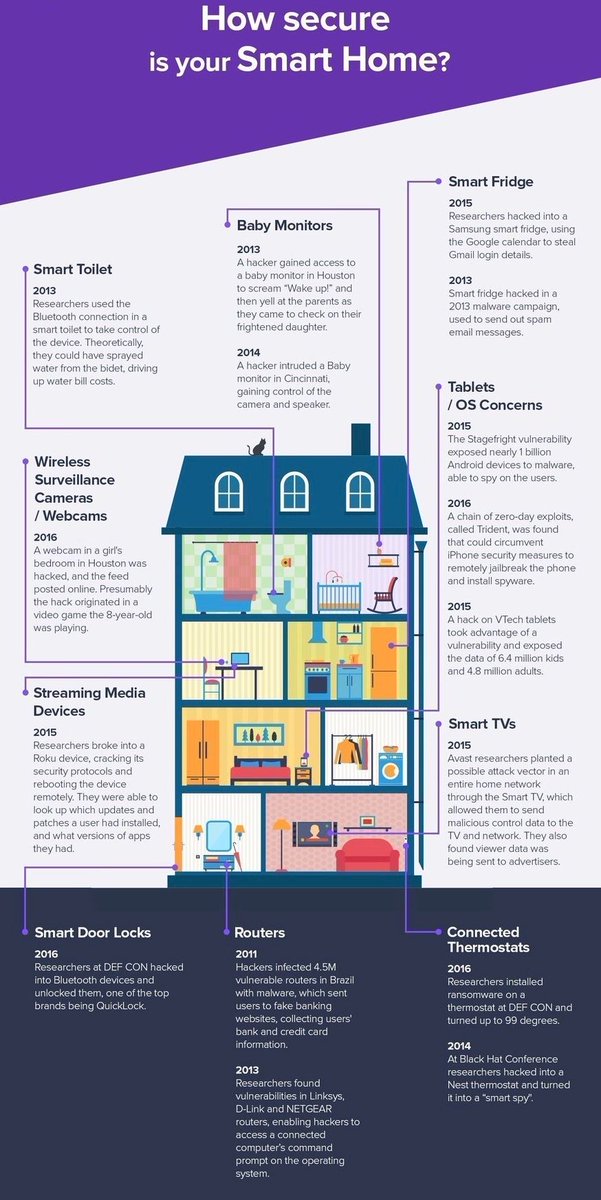 How secure
is your Smart Home?
Smart Fridge
2015
Researchers hacked into a
Samsung smart fridge, using
the Google calendar to steal
Gmail login details.
2013
Smart fridge hacked in a
2013 malware campaign,
used to send out spam
email messages.
Baby Monitors
2013
A hacker gained access to
a baby monitor in Houston
to scream “Wake up!” and
then yell at the parents as
they came to check on their
frightened daughter.
2014
A hacker intruded a Baby
monitor in Cincinnati,
gaining control of the
camera and speaker.
Smart Toilet
2013
Researchers used the
Bluetooth connection in a
smart toilet to take control of
the device. Theoretically,
they could have sprayed
water from the bidet, driving
up water bill costs.
Tablets
/ OS Concerns
2015
The Stagefright vulnerability
exposed nearly 1 billion
Android devices to malware,
able to spy on the users.
2016
A chain of zero-day exploits,
called Trident, was found
that could circumvent
iPhone security measures to
remotely jailbreak the phone
and install spyware.
2015
A hack on VTech tablets
took advantage of a
vulnerability and exposed
the data of 6.4 million kids
and 4.8 million adults.
Wireless
Surveillance
Cameras
/ Webcams
2016
A webcam in a girl's
bedroom in Houston was
hacked, and the feed
posted online. Presumably
the hack originated in a
video game the 8-year-old
was playing.
Streaming Media
Devices
2015
Researchers broke into a
Roku device, cracking its
security protocols and
rebooting the device
remotely. They were able to
look up which updates and
patches a user had installed,
and what versions of apps
they had.
Smart TVs
2015
Avast researchers planted a
possible attack vector in an
entire home network
through the Smart TV, which
allowed them to send
malicious control data to the
TV and network. They also
found viewer data was
being sent to advertisers.
Smart Door Locks
2016
Researchers at DEF CON hacked
into Bluetooth devices and
unlocked them, one of the top
brands being QuickLock.
Routers
2011
Hackers infected 4.5M
vulnerable routers in Brazil
with malware, which sent
users to fake banking
websites, collecting users'
bank and credit card
information.
2013
Researchers found
vulnerabilities in Linksys,
D-Link and NETGEAR
routers, enabling hackers to
access a connected
computer's command
prompt on the operating
system.
Connected
Thermostats
2016
Researchers installed
ransomware on a
thermostat at DEF CON and
turned up to 99 degrees.
2014
At Black Hat Conference
researchers hacked into a
Nest thermostat and turned
it into a "smart spy".